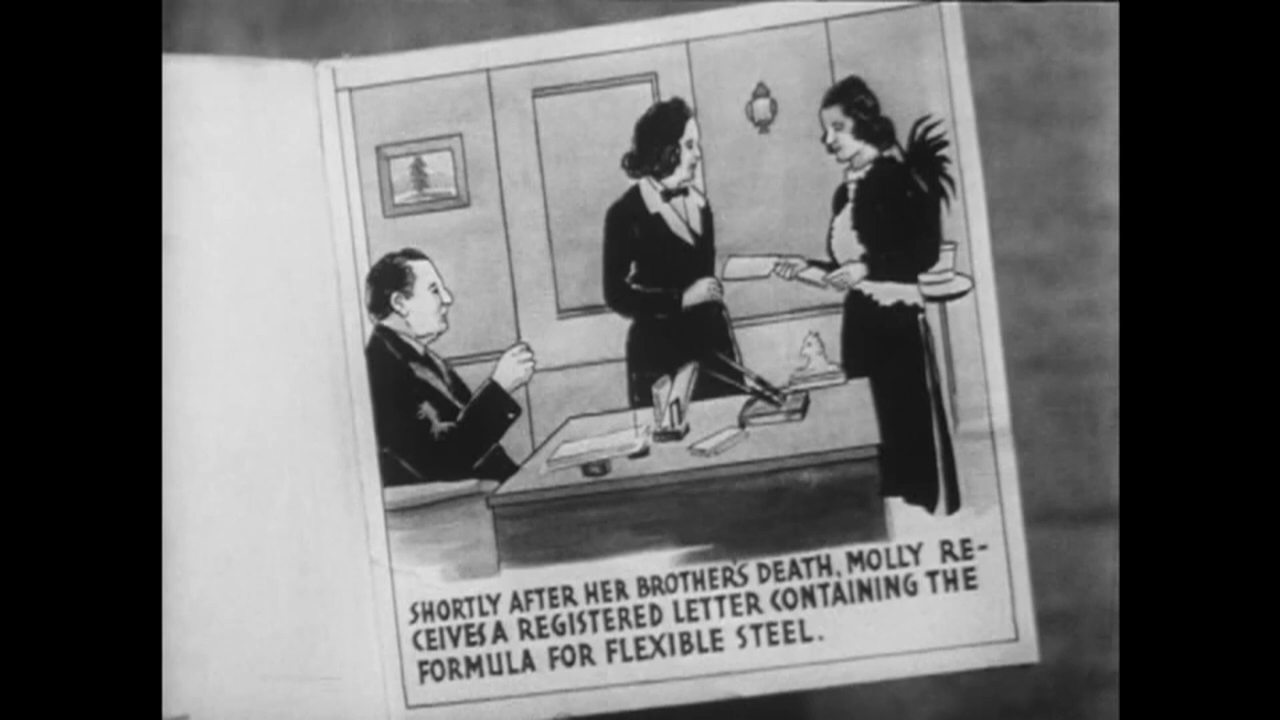 SHORTLY AFTER HER BROTHER'S DEATH, MOLLY RE-
CEIVES A REGISTERED LETTER CONTAINING THE
FORMULA FOR FLEXIBLE STEEL.